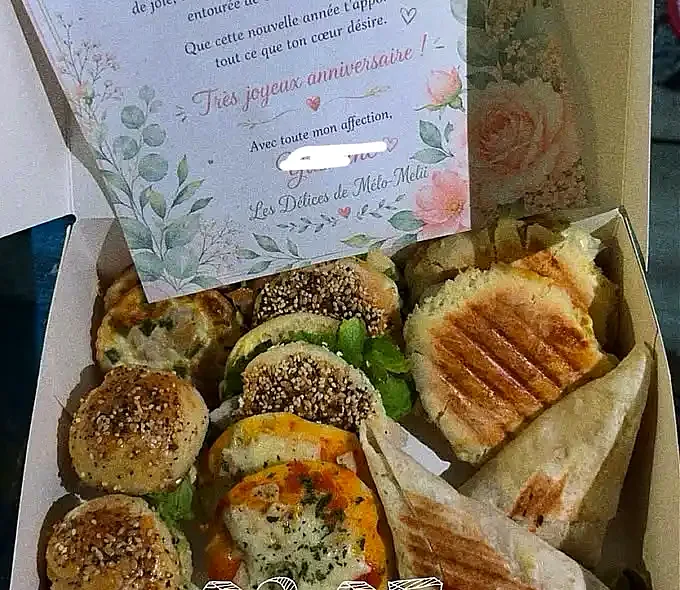 de joie,
entourée de
Que cette nouvelle année t'appo
tout ce que ton cœur désire.
Très joyeux anniversaire !
Avec toute mon affection,
Les Délices de Mélo-Melii